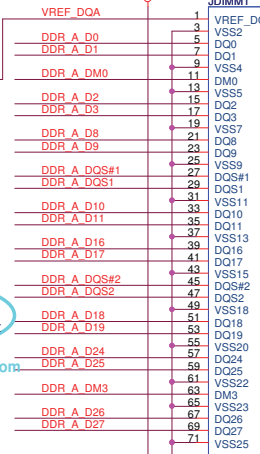 JDIMM1
VREF_DQA 1 VREF_DQ
3 VSS2
DDR_A_D0 5 DQ0
DDR_A_D1 7 DQ1
9 VSS4
DDR_A_DM0 11 DM0
13 VSS5
DDR_A_D2 15 DQ2
DDR_A_D3 17 DQ3
19 VSS7
DDR_A_D8 21 DQ8
DDR_A_D9 23 DQ9
25 VSS9
DDR_A_DQS#1 27 DQS#1
DDR_A_DQS1 29 DQS1
31 VSS11
DDR_A_D10 33 DQ10
DDR_A_D11 35 DQ11
37 VSS13
DDR_A_D16 39 DQ16
DDR_A_D17 41 DQ17
43 VSS15
DDR_A_DQS#2 45 DQS#2
DDR_A_DQS2 47 DQS2
49 VSS18
DDR_A_D18 51 DQ18
DDR_A_D19 53 DQ19
55 VSS20
DDR_A_D24 57 DQ24
om DDR_A_D25 59 DQ25
61 VSS22
DDR_A_DM3 63 DM3
65 VSS23
DDR_A_D26 67 DQ26
DDR_A_D27 69 DQ27
71 VSS25